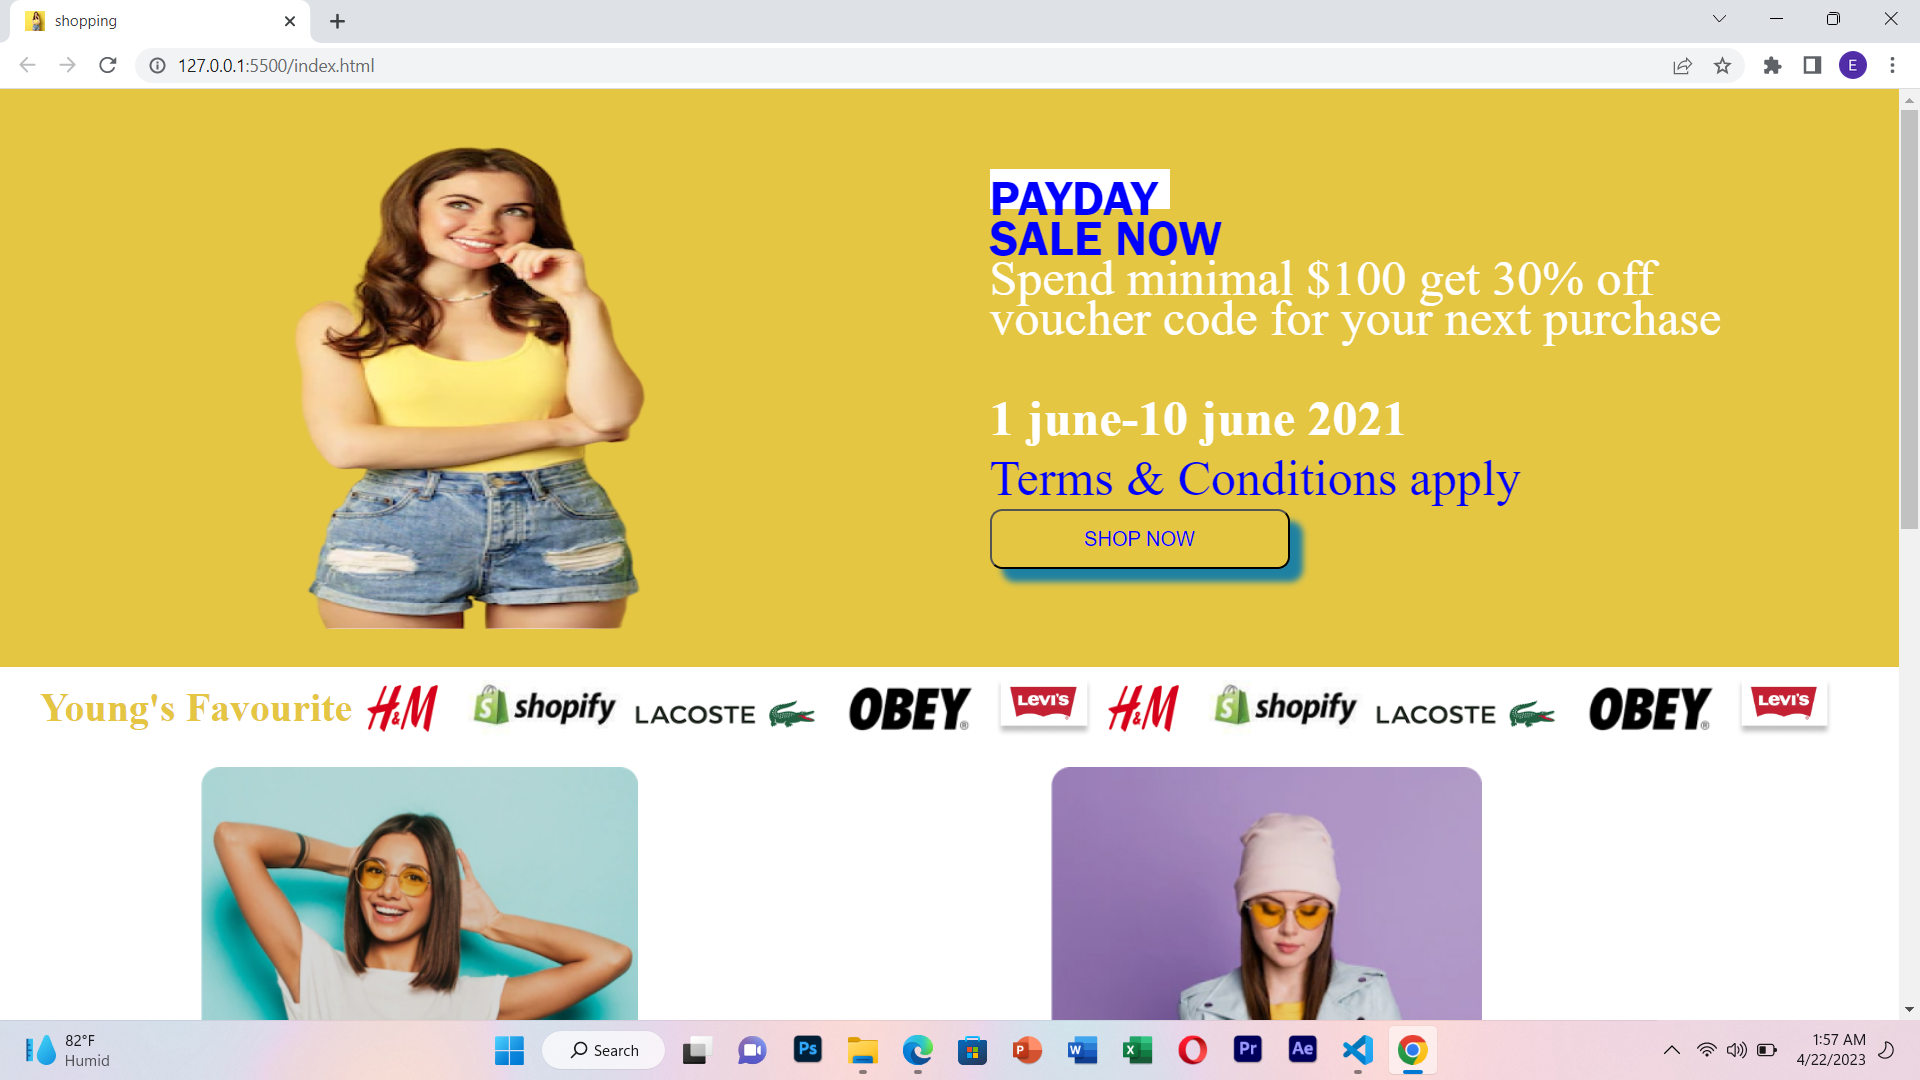 shopping
127.0.0.1:5500/index.html
E
PAYDAY
SALE NOW
Spend minimal $100 get 30% off
voucher code for your next purchase
1 june-10 june 2021
Terms & Conditions apply
SHOP NOW
Young's Favourite H&M S shopify LACOSTE OBEY® LEVI'S H&M S shopify LACOSTE OBEY® LEVI'S
82°F
Humid
Search
Ps
P
W
X
Pr
Ae
1:57 AM
4/22/2023